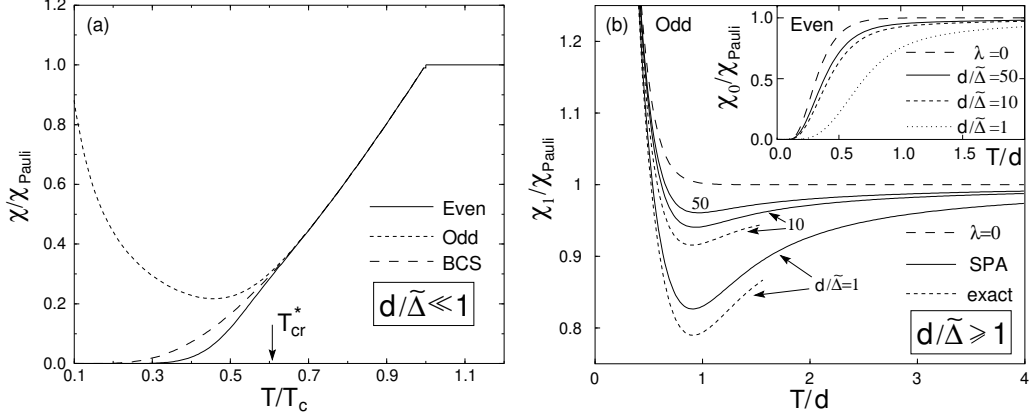 (a)
χ/χPauli
1.2
1.0
0.8
0.6
0.4
0.2
0.0
Even
Odd
BCS
d/Δ̃≪1
T*cr
0.1 0.3 0.5 0.7 0.9 1.1
T/Tc
(b) Odd
χ1/χPauli
1.2
1.1
1
0.9
0.8
Even
χ0/χPauli
1.0
0.5
0.0
λ=0
d/Δ̃=50
d/Δ̃=10
d/Δ̃=1
0.0 0.5 1.0 1.5
T/d
50
10
d/Δ̃=1
λ=0
SPA
exact
d/Δ̃⩾1
0 1 2 3 4
T/d